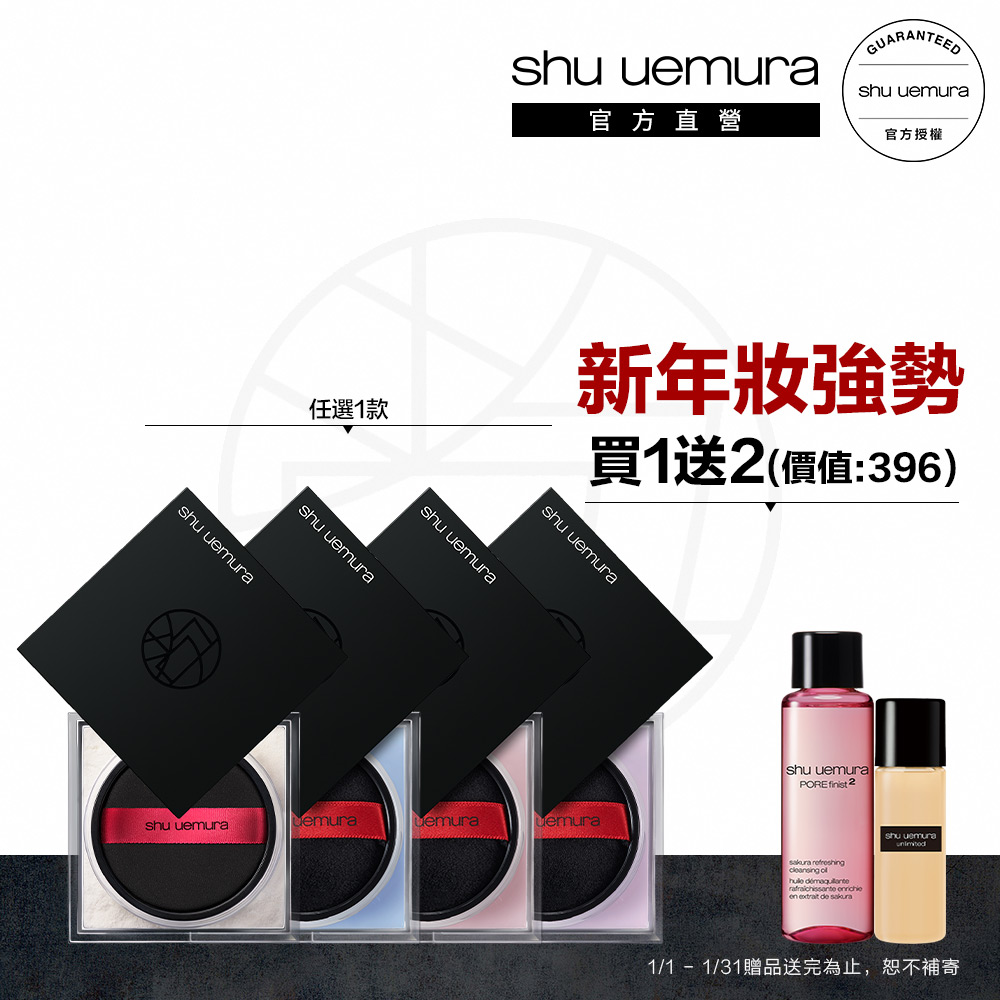 shu uemura
官方直營
GUARANTEED
shu uemura
官方授權
新年妝強勢
買1送2(價值:396)
任選1款
shu uemura
shu uemura
shu uemura
shu uemura
shu uemura
uemura
uemura
uemura
shu uemura
POREfinist2
sakura refreshing
cleansing oil
huile démaquillante
rafraîchissante enrichie
en extrait de sakura
shu uemura
unlimited
1/1 - 1/31贈品送完為止，恕不補寄